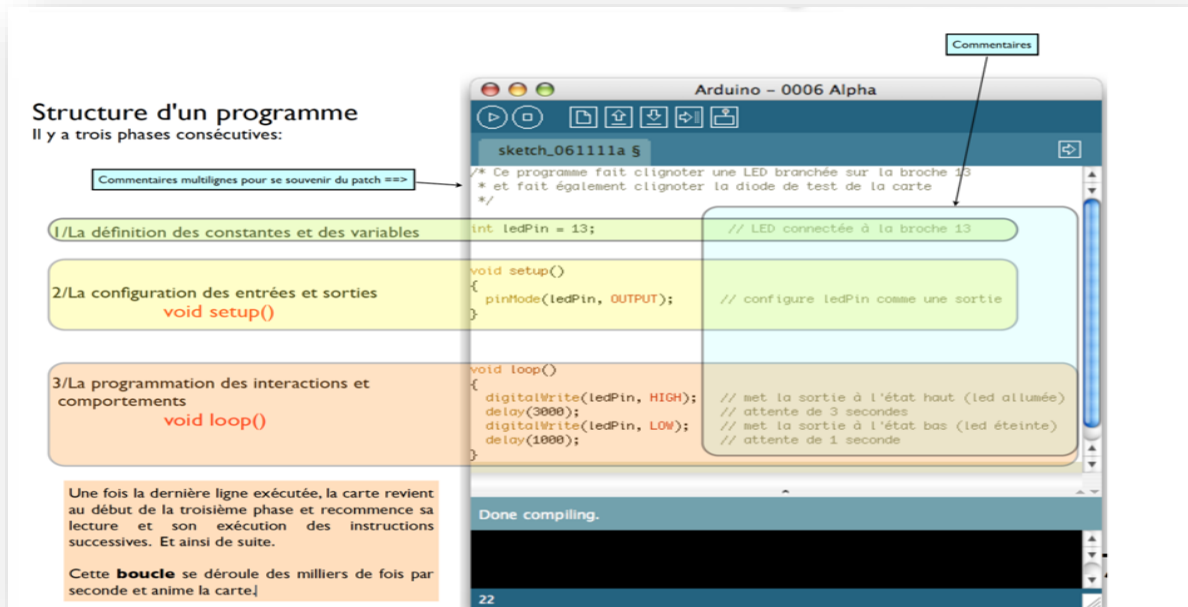 Commentaires
Structure d'un programme
Il y a trois phases consécutives:
Commentaires multilignes pour se souvenir du patch ==>
1/La définition des constantes et des variables
2/La configuration des entrées et sorties
void setup()
3/La programmation des interactions et
comportements
void loop()
Une fois la dernière ligne exécutée, la carte revient
au début de la troisième phase et recommence sa
lecture et son exécution des instructions
successives. Et ainsi de suite.
Cette boucle se déroule des milliers de fois par
seconde et anime la carte.
Arduino – 0006 Alpha
sketch_061111a §
/* Ce programme fait clignoter une LED branchée sur la broche 13
* et fait également clignoter la diode de test de la carte
*/
int ledPin = 13; // LED connectée à la broche 13
void setup()
{
pinMode(ledPin, OUTPUT); // configure ledPin comme une sortie
}
void loop()
{
digitalWrite(ledPin, HIGH); // met la sortie à l'état haut (led allumée)
delay(3000); // attente de 3 secondes
digitalWrite(ledPin, LOW); // met la sortie à l'état bas (led éteinte)
delay(1000); // attente de 1 seconde
}
Done compiling.
22